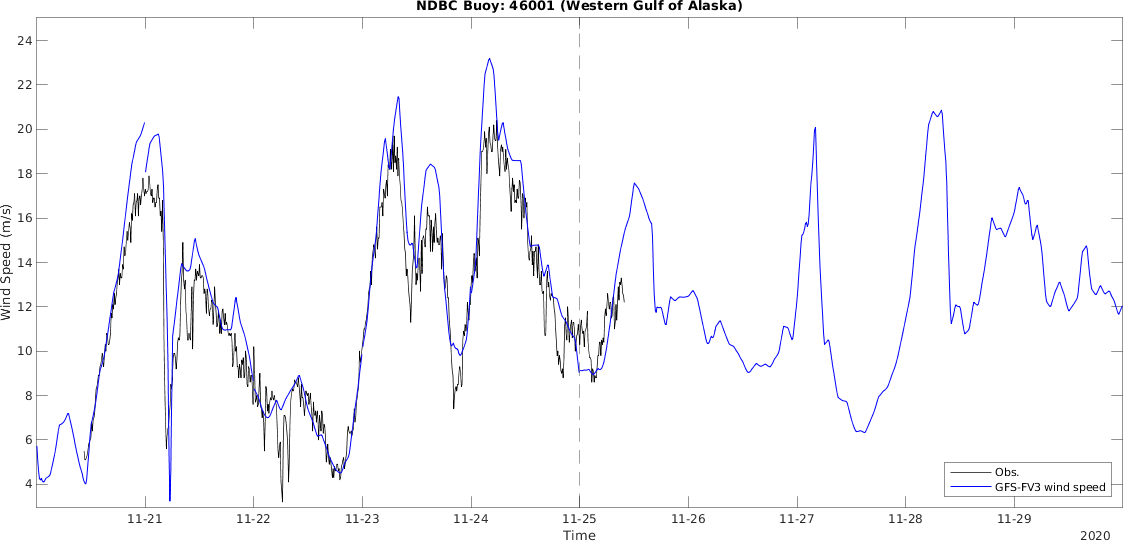 NDBC Buoy: 46001 (Western Gulf of Alaska)
24
22
20
18
16
14
12
10
8
6
4
Wind Speed (m/s)
Obs.
GFS-FV3 wind speed
11-21 11-22 11-23 11-24 11-25 11-26 11-27 11-28 11-29
Time
2020